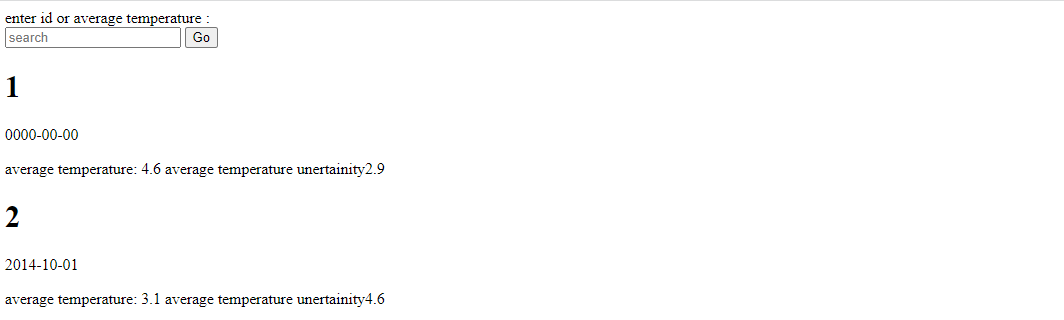 enter id or average temperature :
search Go
1
0000-00-00
average temperature: 4.6 average temperature unertainity2.9
2
2014-10-01
average temperature: 3.1 average temperature unertainity4.6